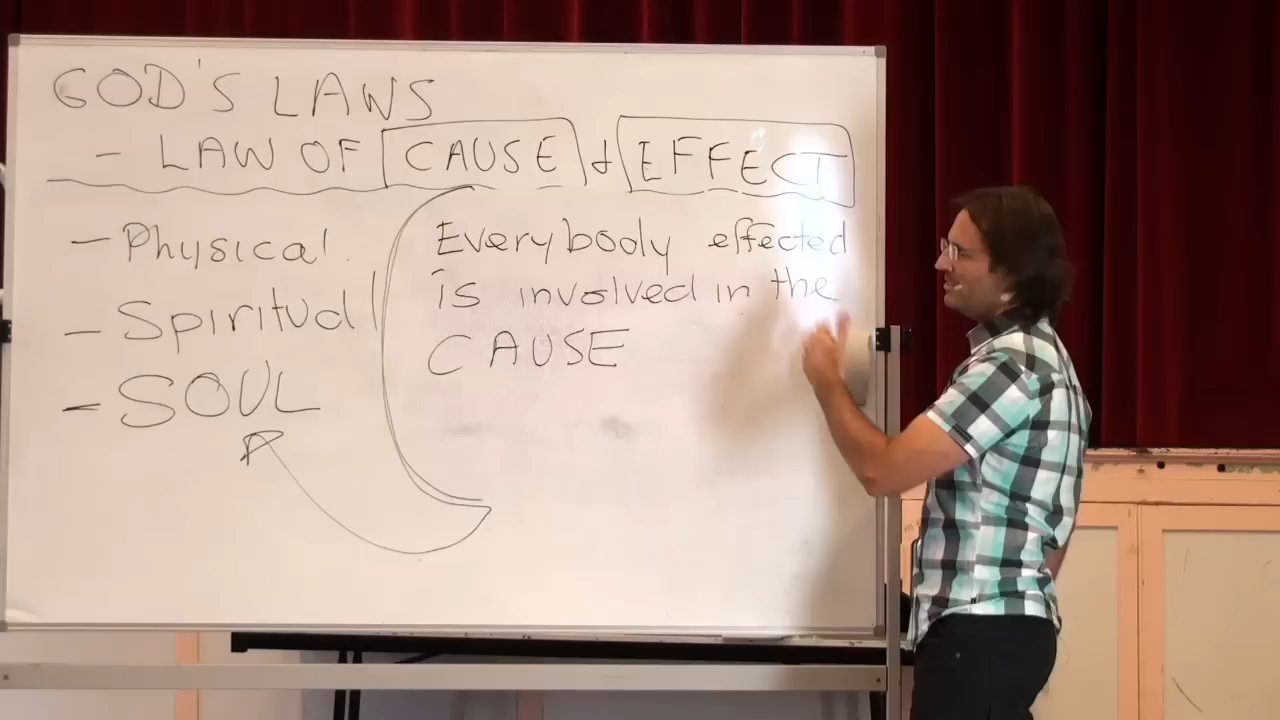 GOD'S LAWS
- LAW OF CAUSE & EFFECT
- Physical
- Spiritual
- SOUL
Everybody effected
is involved in the
CAUSE